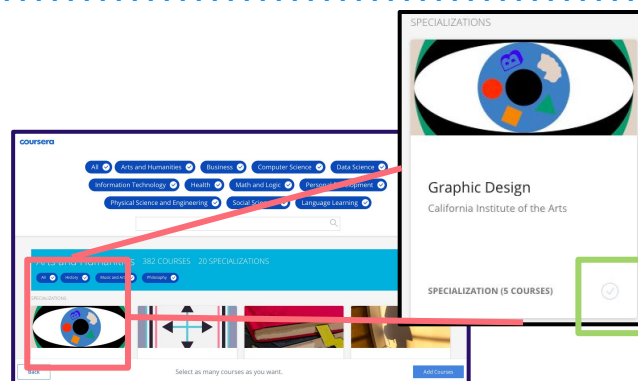 SPECIALIZATIONS
B
Graphic Design
California Institute of the Arts
SPECIALIZATION (5 COURSES)
coursera
All
Arts and Humanities
Business
Computer Science
Data Science
Information Technology
Health
Math and Logic
Personal Development
Physical Science and Engineering
Social Sciences
Language Learning
Arts and Humanities 382 COURSES 20 SPECIALIZATIONS
All
History
Music and Art
Philosophy
SPECIALIZATIONS
Back
Select as many courses as you want.
Add Courses